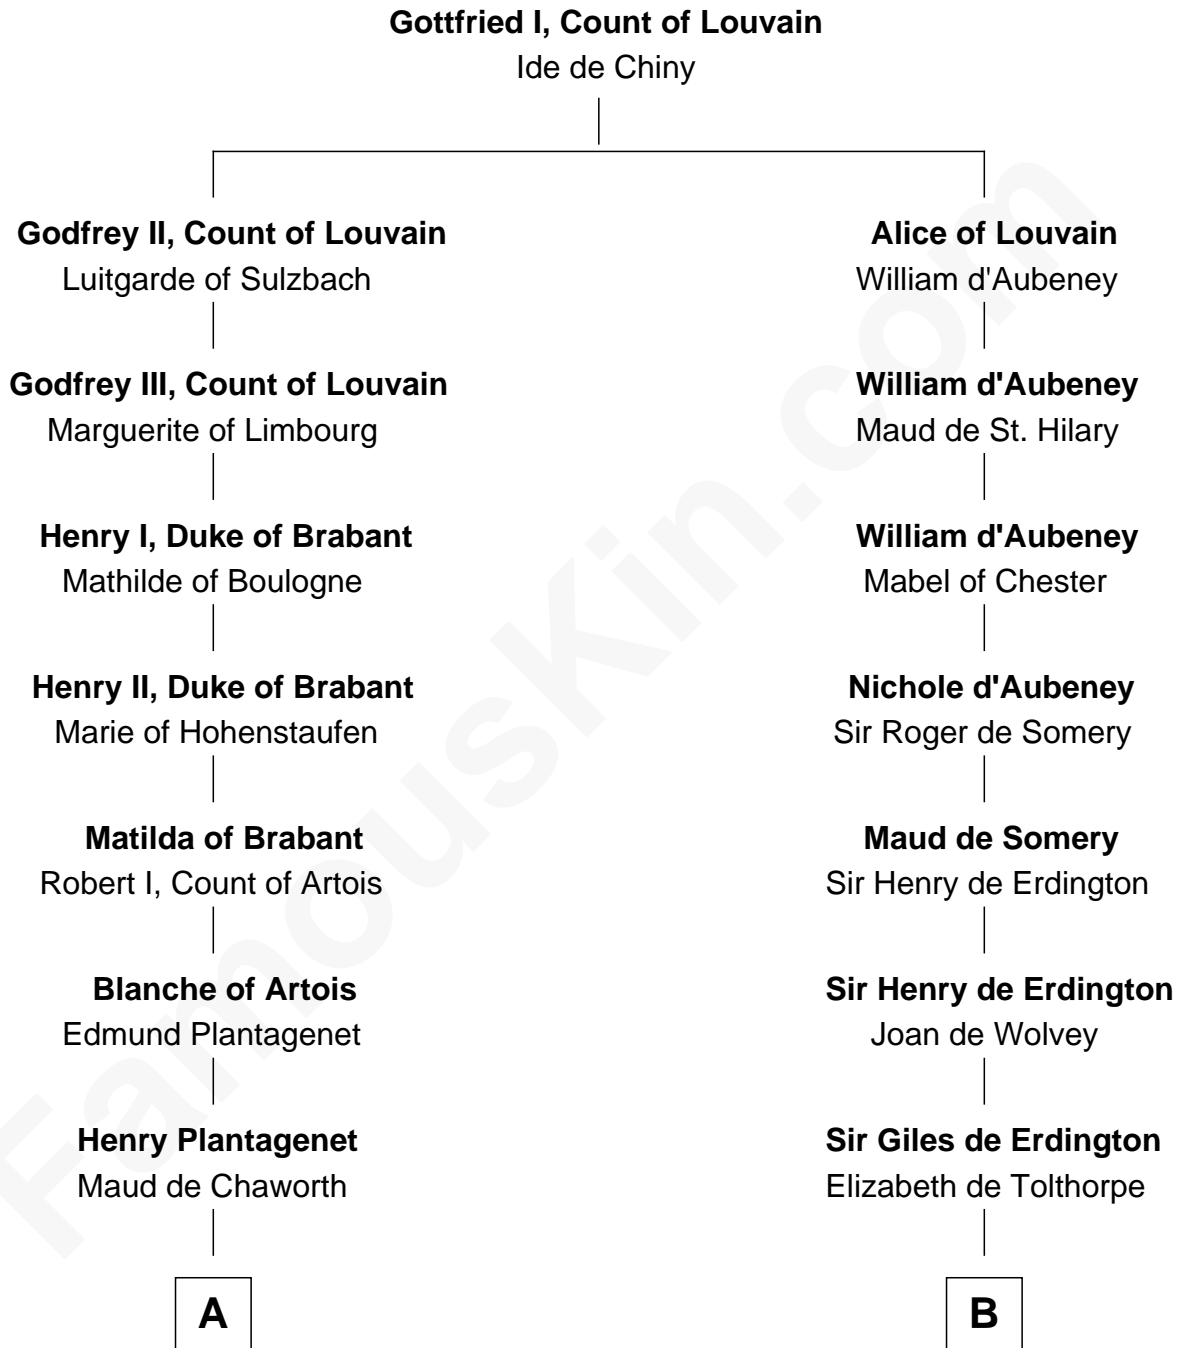 Gottfried I, Count of Louvain
Ide de Chiny
Godfrey II, Count of Louvain
Luitgarde of Sulzbach
Alice of Louvain
William d'Aubeney
Godfrey III, Count of Louvain
Marguerite of Limbourg
William d'Aubeney
Maud de St. Hilary
Henry I, Duke of Brabant
Mathilde of Boulogne
William d'Aubeney
Mabel of Chester
Henry II, Duke of Brabant
Marie of Hohenstaufen
Nichole d'Aubeney
Sir Roger de Somery
Matilda of Brabant
Robert I, Count of Artois
Maud de Somery
Sir Henry de Erdington
Blanche of Artois
Edmund Plantagenet
Sir Henry de Erdington
Joan de Wolvey
Henry Plantagenet
Maud de Chaworth
Sir Giles de Erdington
Elizabeth de Tolthorpe
A
B
FamousKin.com